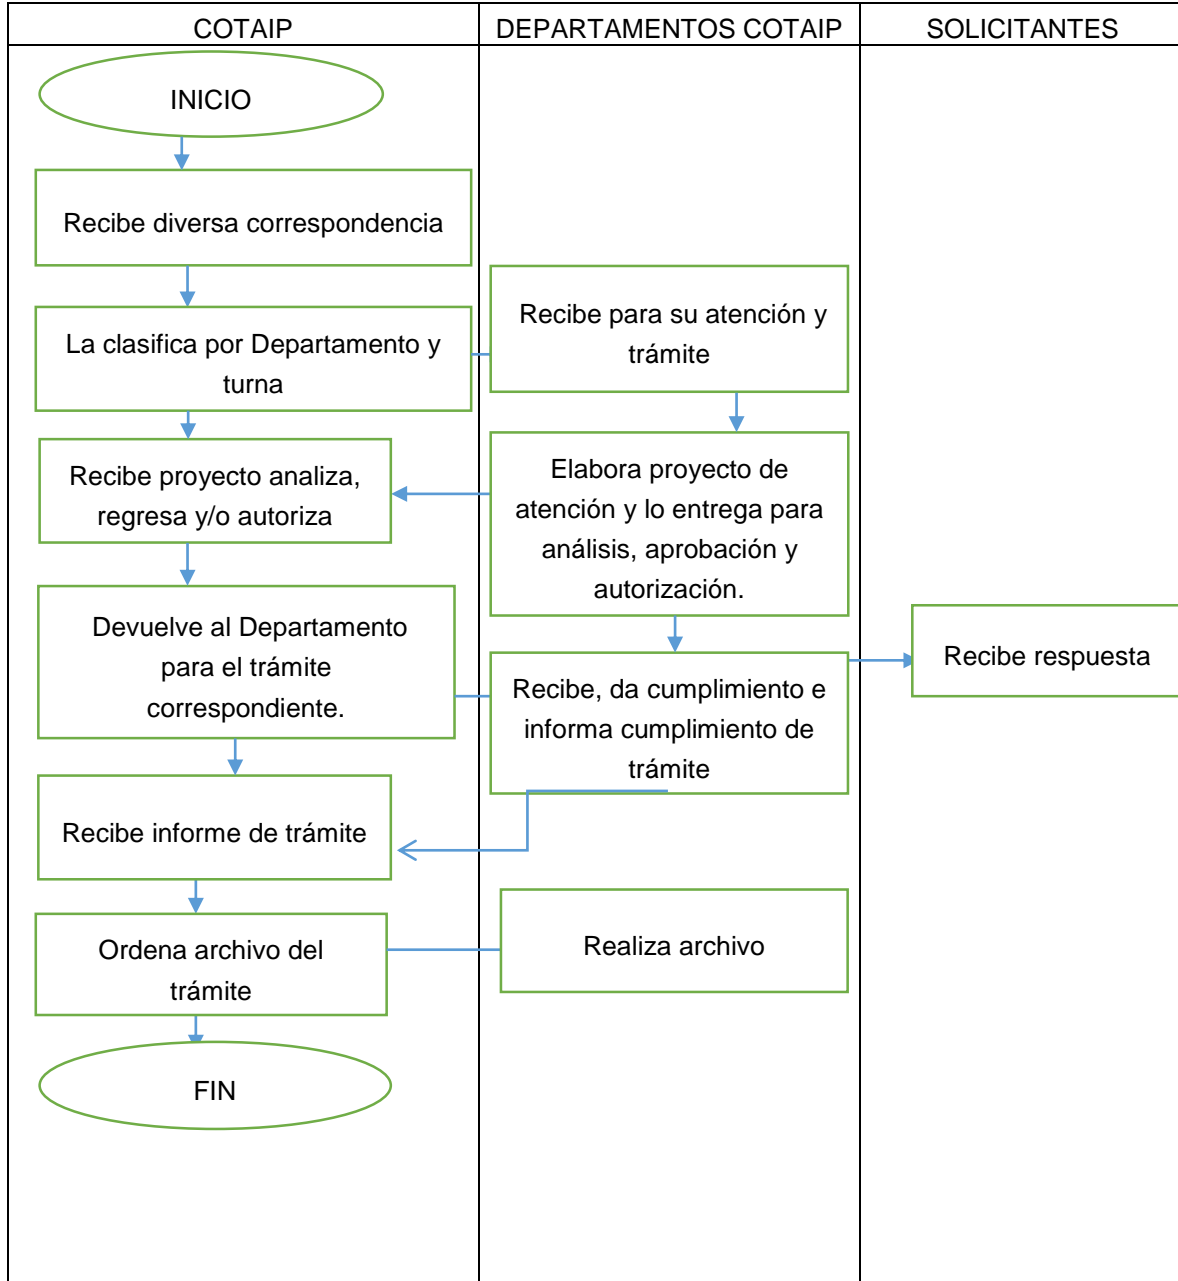 COTAIP
DEPARTAMENTOS COTAIP
SOLICITANTES
INICIO
Recibe diversa correspondencia
La clasifica por Departamento y
turna
Recibe para su atención y
trámite
Elabora proyecto de
atención y lo entrega para
análisis, aprobación y
autorización.
Recibe proyecto analiza,
regresa y/o autoriza
Devuelve al Departamento
para el trámite
correspondiente.
Recibe, da cumplimiento e
informa cumplimiento de
trámite
Recibe respuesta
Recibe informe de trámite
Ordena archivo del
trámite
Realiza archivo
FIN